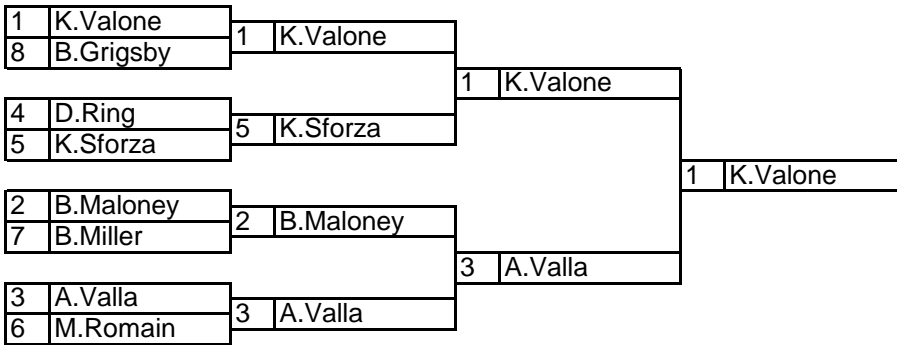 1 K.Valone
8 B.Grigsby
4 D.Ring
5 K.Sforza
2 B.Maloney
7 B.Miller
3 A.Valla
6 M.Romain
1 K.Valone
5 K.Sforza
2 B.Maloney
3 A.Valla
1 K.Valone
3 A.Valla
1 K.Valone